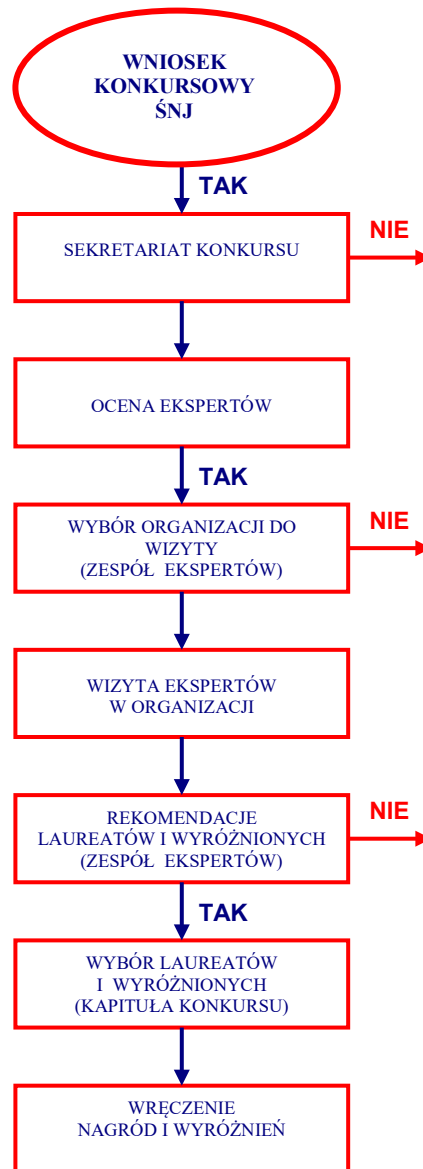 WNIOSEK
KONKURSOWY
ŚNJ
TAK
NIE
SEKRETARIAT KONKURSU
OCENA EKSPERTÓW
TAK
NIE
WYBÓR ORGANIZACJI DO
WIZYTY
(ZESPÓŁ EKSPERTÓW)
WIZYTA EKSPERTÓW
W ORGANIZACJI
NIE
REKOMENDACJE
LAUREATÓW I WYRÓŻNIONYCH
(ZESPÓŁ EKSPERTÓW)
TAK
WYBÓR LAUREATÓW
I WYRÓŻNIONYCH
(KAPITUŁA KONKURSU)
WRĘCZENIE
NAGRÓD I WYRÓŻNIEŃ